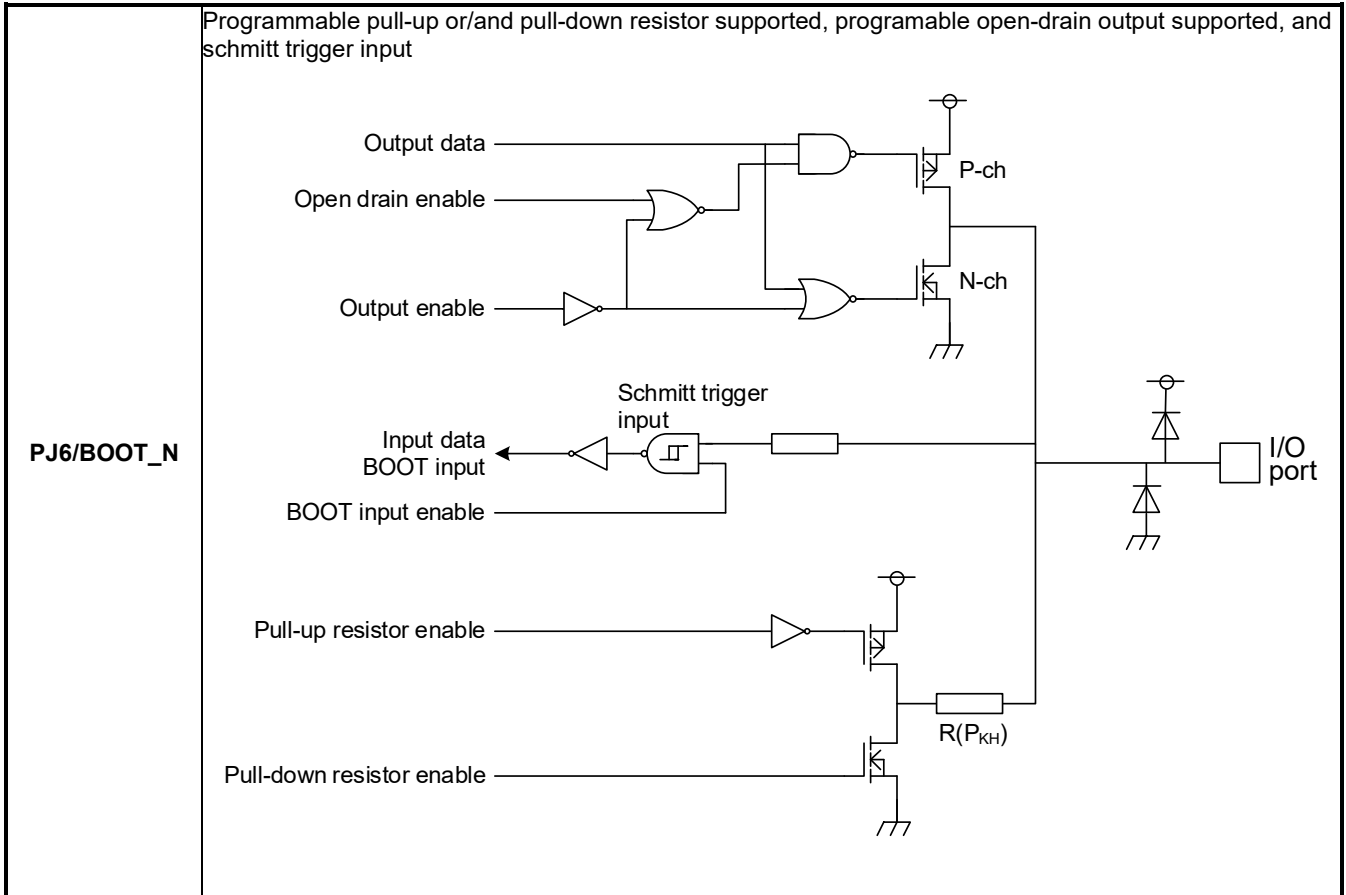 Programmable pull-up or/and pull-down resistor supported, programable open-drain output supported, and
schmitt trigger input
PJ6/BOOT_N
Output data
Open drain enable
Output enable
P-ch
N-ch
Schmitt trigger
input
Input data
BOOT input
BOOT input enable
I/O
port
Pull-up resistor enable
R(PKH)
Pull-down resistor enable